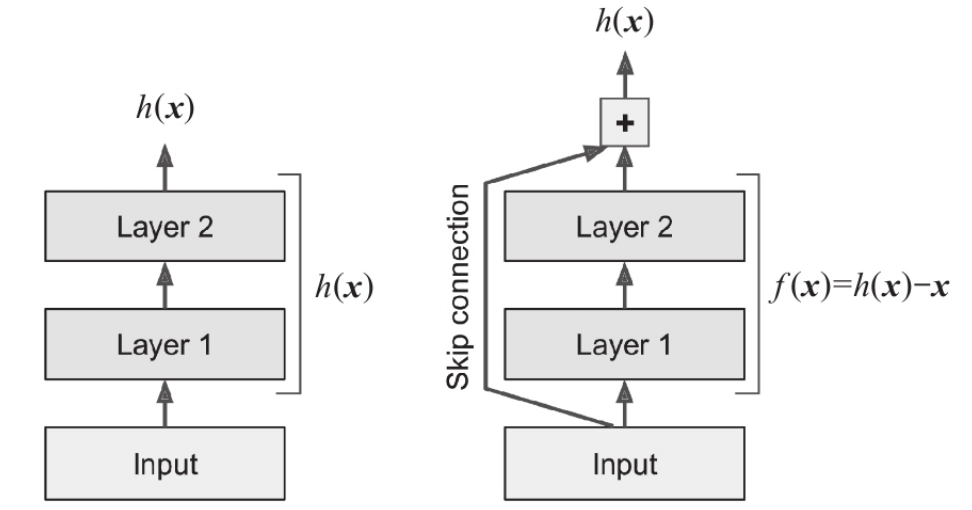 h(x)
Layer 2
Layer 1
Input
h(x)
h(x)
+
Skip connection
Layer 2
Layer 1
Input
f(x)=h(x)−x